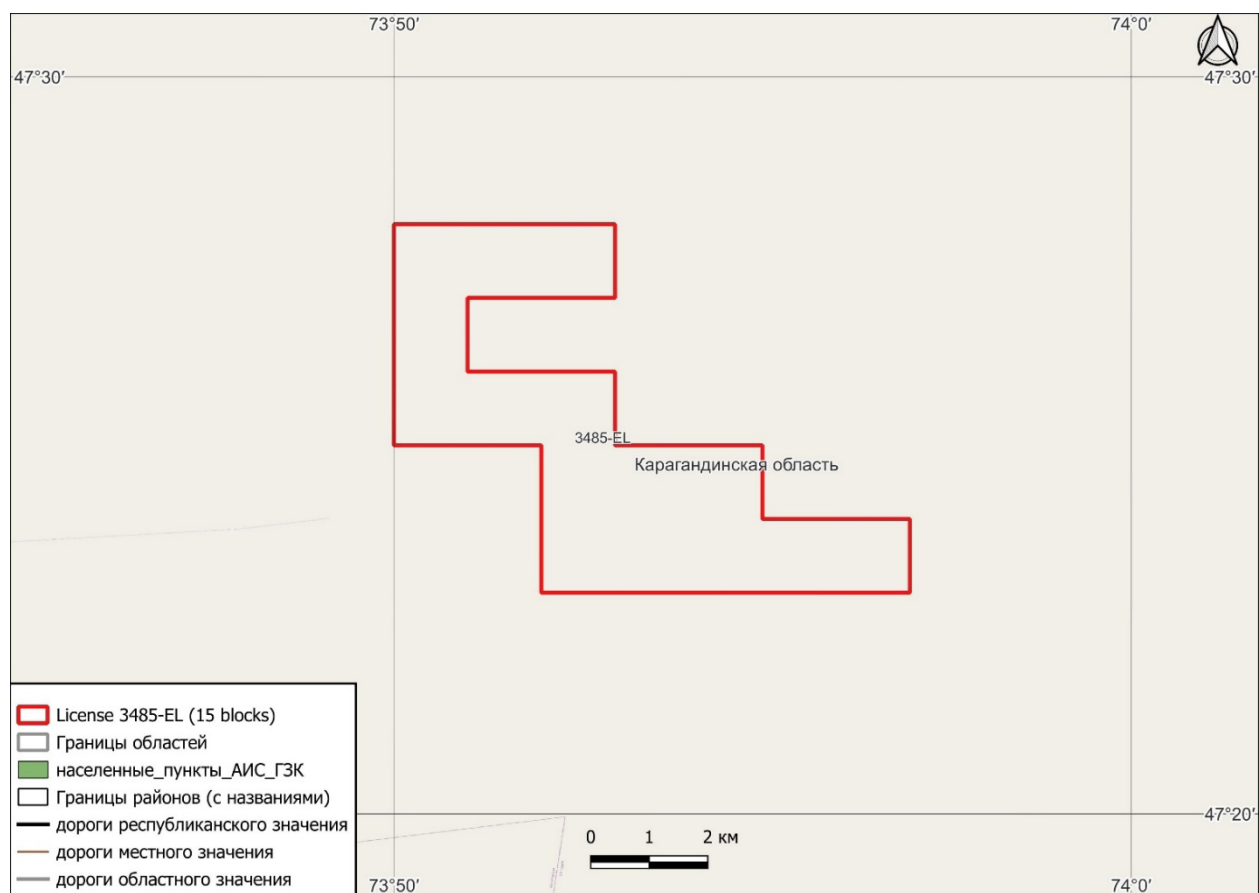 73°50′ 74°0′
47°30′ 47°30′
3485-EL
Карагандинская область
License 3485-EL (15 blocks)
Границы областей
населенные_пункты_АИС_ГЗК
Границы районов (с названиями)
дороги республиканского значения
дороги местного значения
дороги областного значения
0 1 2 км
47°20′
73°50′ 74°0′